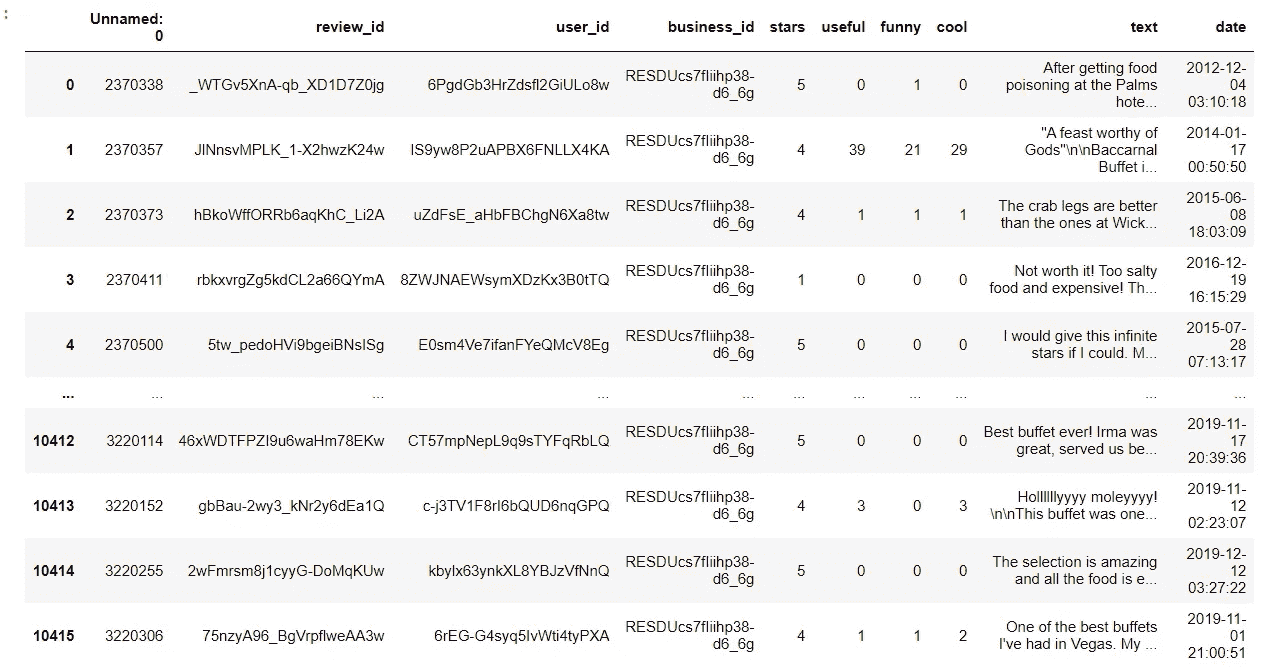 :
Unnamed: 0 review_id user_id business_id stars useful funny cool text date
0 2370338 _WTGv5XnA-qb_XD1D7Z0jg 6PgdGb3HrZdsfl2GiULo8w RESDUcs7fIiihp38-d6_6g 5 0 1 0 After getting food poisoning at the Palms hote... 2012-12-04 03:10:18
1 2370357 JINnsvMPLK_1-X2hwzK24w IS9yw8P2uAPBX6FNLLX4KA RESDUcs7fIiihp38-d6_6g 4 39 21 29 "A feast worthy of Gods"\n\nBaccarnal Buffet i... 2014-01-17 00:50:50
2 2370373 hBkoWffORRb6aqKhC_Li2A uZdFsE_aHbFBChgN6Xa8tw RESDUcs7fIiihp38-d6_6g 4 1 1 1 The crab legs are better than the ones at Wick... 2015-06-08 18:03:09
3 2370411 rbkxvrgZg5kdCL2a66QYmA 8ZWJNAEWsymXDzKx3B0tTQ RESDUcs7fIiihp38-d6_6g 1 0 0 0 Not worth it! Too salty food and expensive! Th... 2016-12-19 16:15:29
4 2370500 5tw_pedoHVi9bgeiBNsISg E0sm4Ve7ifanFYeQMcV8Eg RESDUcs7fIiihp38-d6_6g 5 0 0 0 I would give this infinite stars if I could. M... 2015-07-28 07:13:17
... ... ... ... ... ... ... ... ... ... ...
10412 3220114 46xWDTFPZI9u6waHm78EKw CT57mpNepL9q9sTYFqRbLQ RESDUcs7fIiihp38-d6_6g 5 0 0 0 Best buffet ever! Irma was great, served us be... 2019-11-17 20:39:36
10413 3220152 gbBau-2wy3_kNr2y6dEa1Q c-j3TV1F8rI6bQUD6nqGPQ RESDUcs7fIiihp38-d6_6g 4 3 0 3 Holllllllyyyy moleyyyy! \n\nThis buffet was one... 2019-11-12 02:23:07
10414 3220255 2wFmrsm8j1cyyG-DoMqKUw kbylx63ynkXL8YBJzVfNnQ RESDUcs7fIiihp38-d6_6g 5 0 0 0 The selection is amazing and all the food is e... 2019-12-12 03:27:22
10415 3220306 75nzyA96_BgVrpflweAA3w 6rEG-G4syq5IvWti4tyPXA RESDUcs7fIiihp38-d6_6g 4 1 1 2 One of the best buffets I've had in Vegas. My ... 2019-11-01 21:00:51